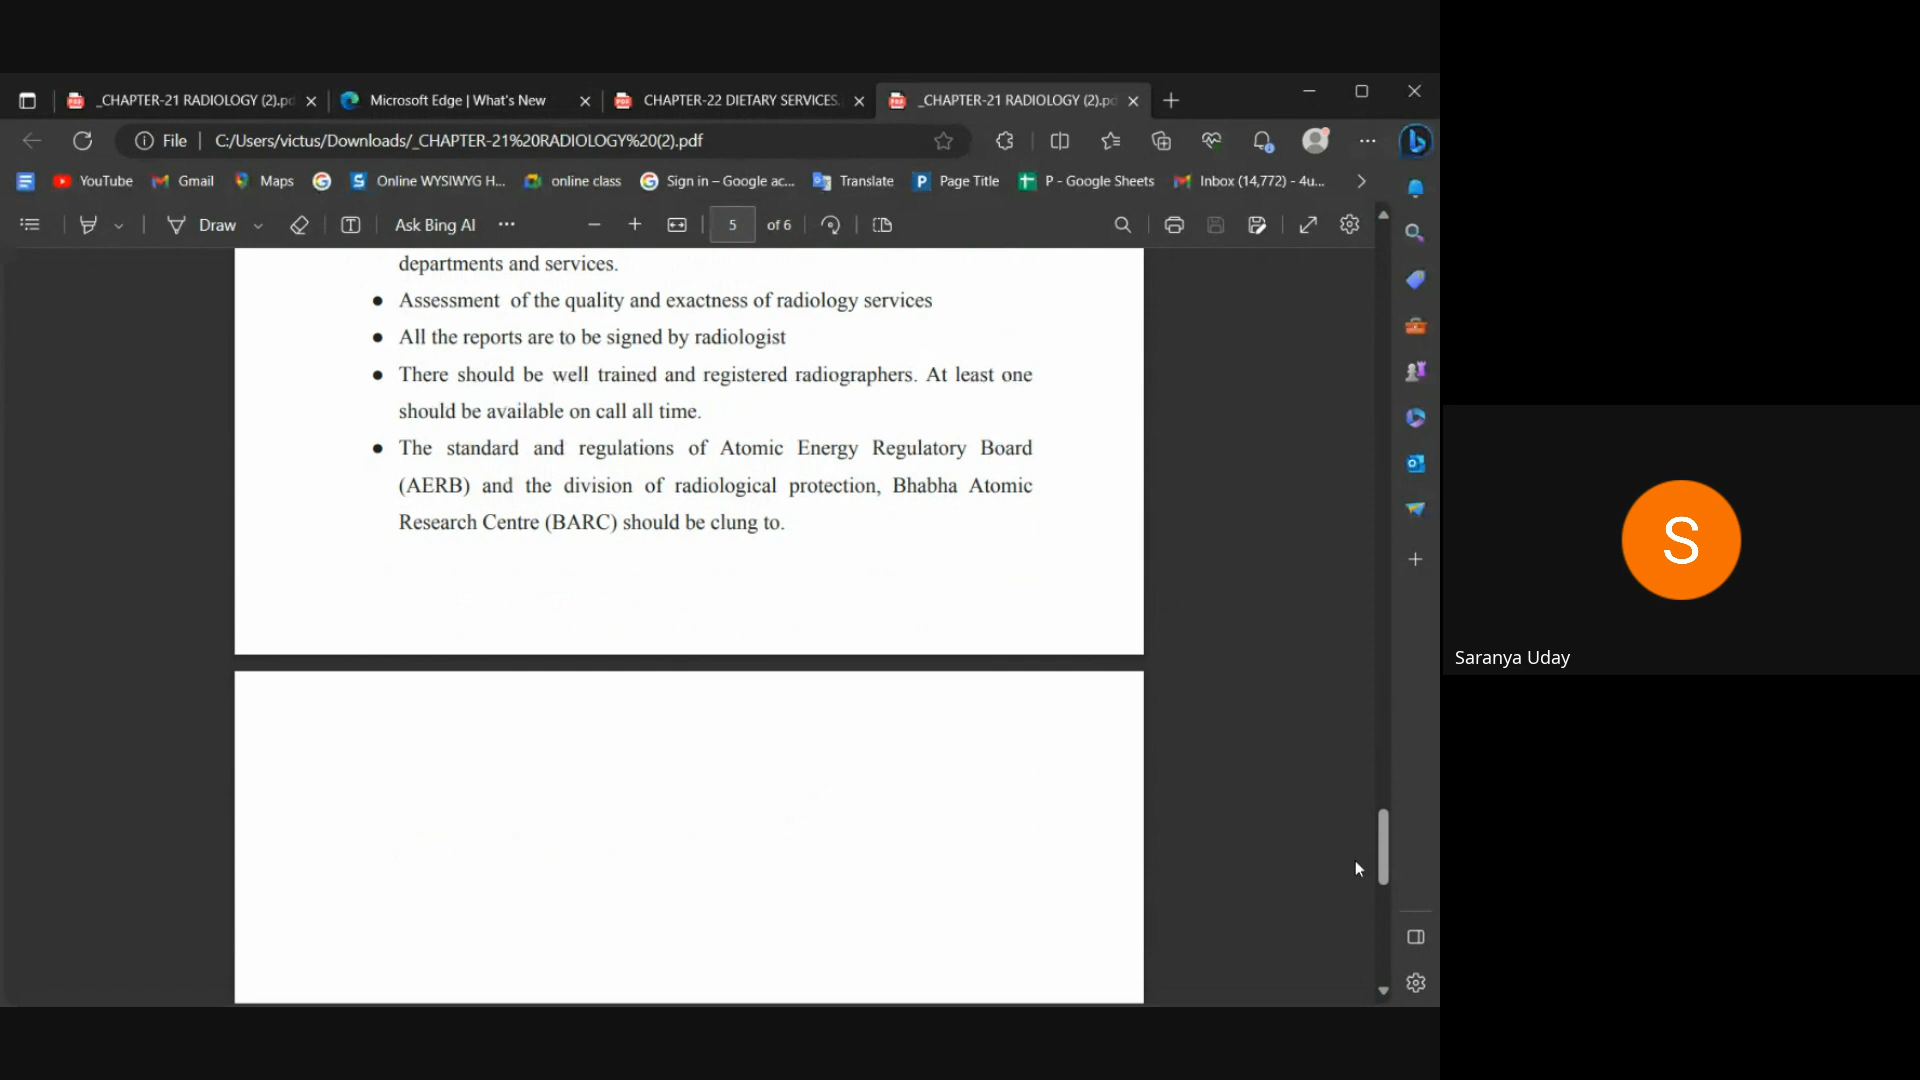 _CHAPTER-21 RADIOLOGY (2).pd
Microsoft Edge | What's New
CHAPTER-22 DIETARY SERVICES.
_CHAPTER-21 RADIOLOGY (2).pd
File
C:/Users/victus/Downloads/_CHAPTER-21%20RADIOLOGY%20(2).pdf
YouTube
Gmail
Maps
Online WYSIWYG H...
online class
Sign in – Google ac...
Translate
Page Title
P - Google Sheets
Inbox (14,772) - 4u...
Draw
Ask Bing AI
5
of 6
departments and services.
● Assessment of the quality and exactness of radiology services
● All the reports are to be signed by radiologist
● There should be well trained and registered radiographers. At least one
should be available on call all time.
● The standard and regulations of Atomic Energy Regulatory Board
(AERB) and the division of radiological protection, Bhabha Atomic
Research Centre (BARC) should be clung to.
S
Saranya Uday